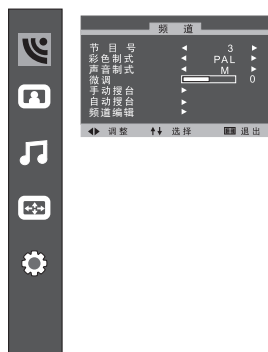 频 道
节 目 号 ◀ 3 ▶
彩色制式 ◀ PAL ▶
声音制式 ◀ M ▶
微调 0
手动搜台 ▶
自动搜台 ▶
频道编辑 ▶
◀▶ 调整 ↑↓ 选择 退出